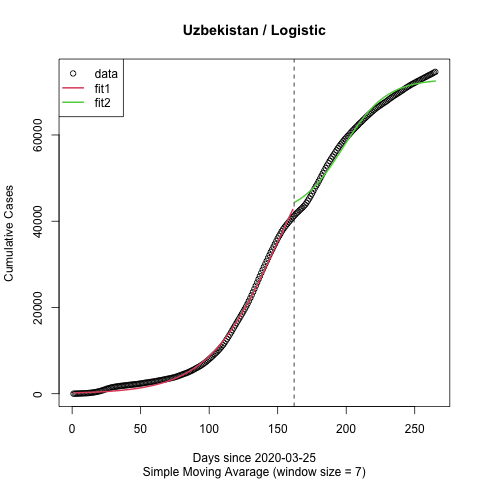 Uzbekistan / Logistic
data
fit1
fit2
Cumulative Cases
0
20000
40000
60000
0
50
100
150
200
250
Days since 2020-03-25
Simple Moving Avarage (window size = 7)